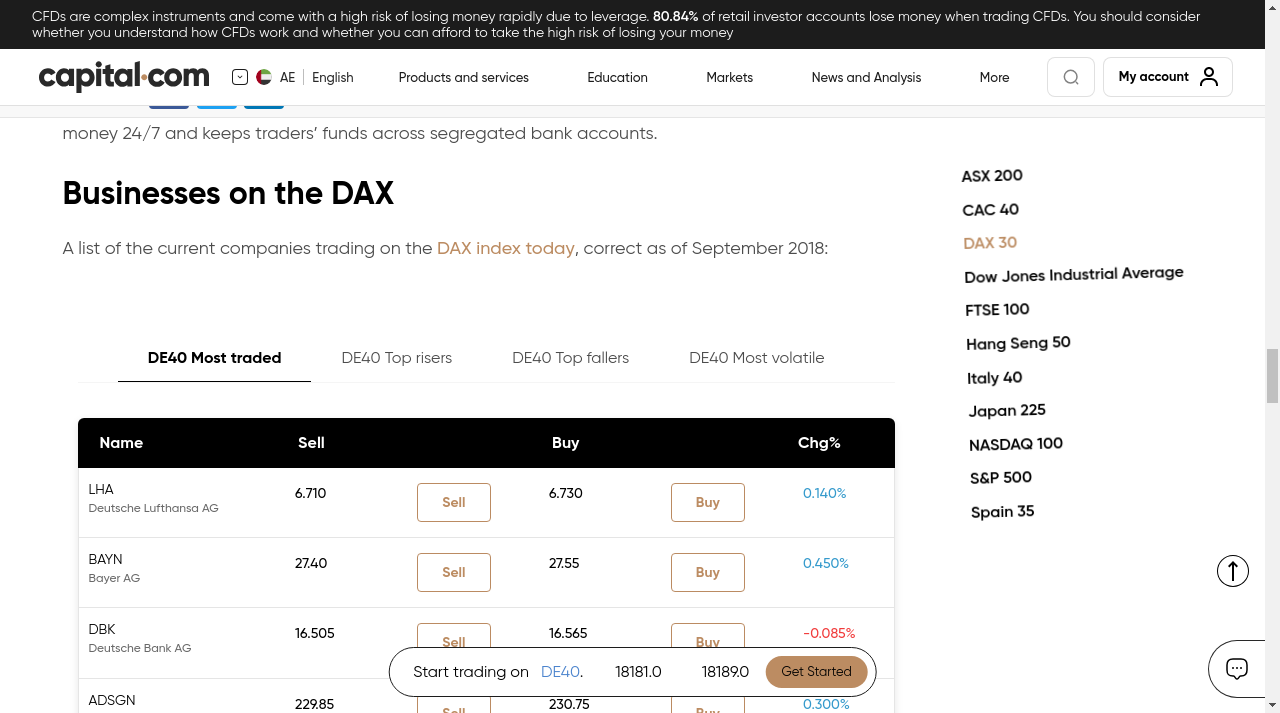 CFDs are complex instruments and come with a high risk of losing money rapidly due to leverage. 80.84% of retail investor accounts lose money when trading CFDs. You should consider
whether you understand how CFDs work and whether you can afford to take the high risk of losing your money
capital.com
AE English
Products and services
Education
Markets
News and Analysis
More
My account
money 24/7 and keeps traders’ funds across segregated bank accounts.
Businesses on the DAX
A list of the current companies trading on the DAX index today, correct as of September 2018:
DE40 Most traded
DE40 Top risers
DE40 Top fallers
DE40 Most volatile
Name Sell Buy Chg%
LHA 6.710 Sell 6.730 Buy 0.140%
Deutsche Lufthansa AG
BAYN 27.40 Sell 27.55 Buy 0.450%
Bayer AG
DBK 16.505 Sell 16.565 Buy -0.085%
Deutsche Bank AG
ADSGN 229.85 Sell 230.75 Buy 0.300%
Start trading on DE40. 18181.0 18189.0 Get Started
ASX 200
CAC 40
DAX 30
Dow Jones Industrial Average
FTSE 100
Hang Seng 50
Italy 40
Japan 225
NASDAQ 100
S&P 500
Spain 35